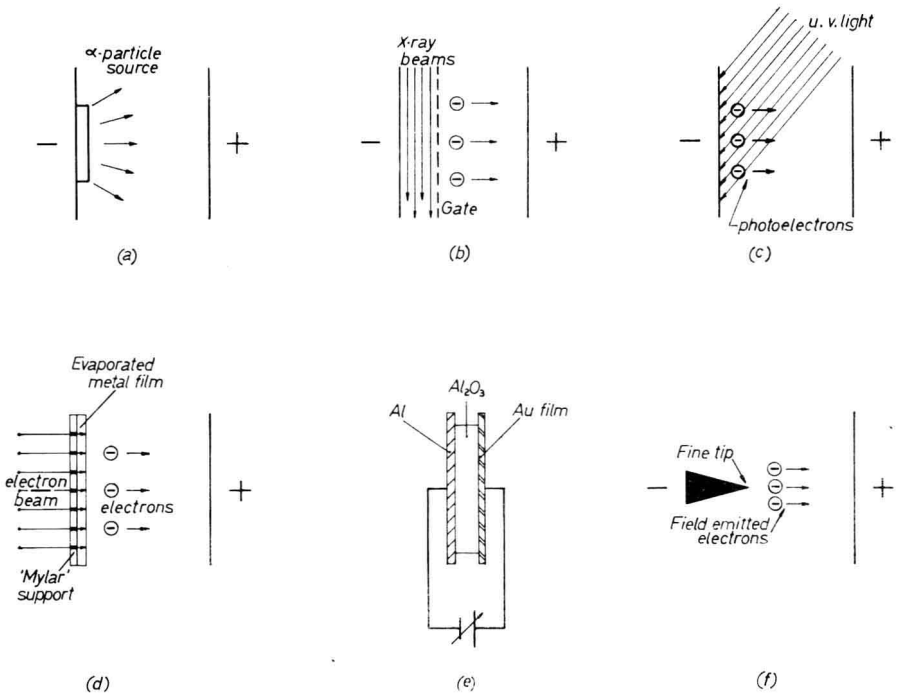 α-particle
source
−
+
(a)
X-ray
beams
−
+
Gate
(b)
u.v. light
−
+
photoelectrons
(c)
Evaporated
metal film
electron
beam
electrons
+
'Mylar'
support
(d)
Al₂O₃
Al
Au film
(e)
Fine tip
−
+
Field emitted
electrons
(f)